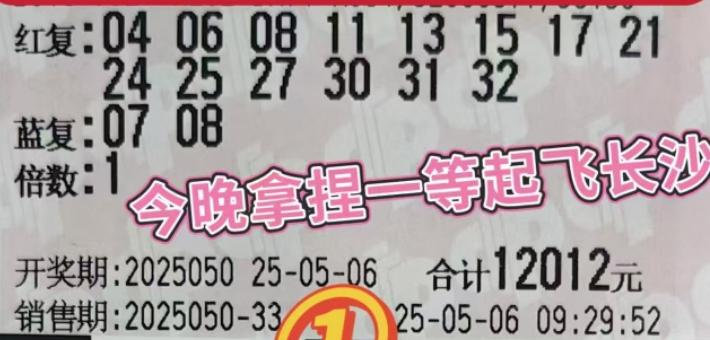 红复:04 06 08 11 13 15 17 21
24 25 27 30 31 32
蓝复:07 08
倍数:1
今晚拿捏一等起飞长沙
开奖期:2025050 25-05-06 合计12012元
销售期:2025050-33 1 25-05-06 09:29:52